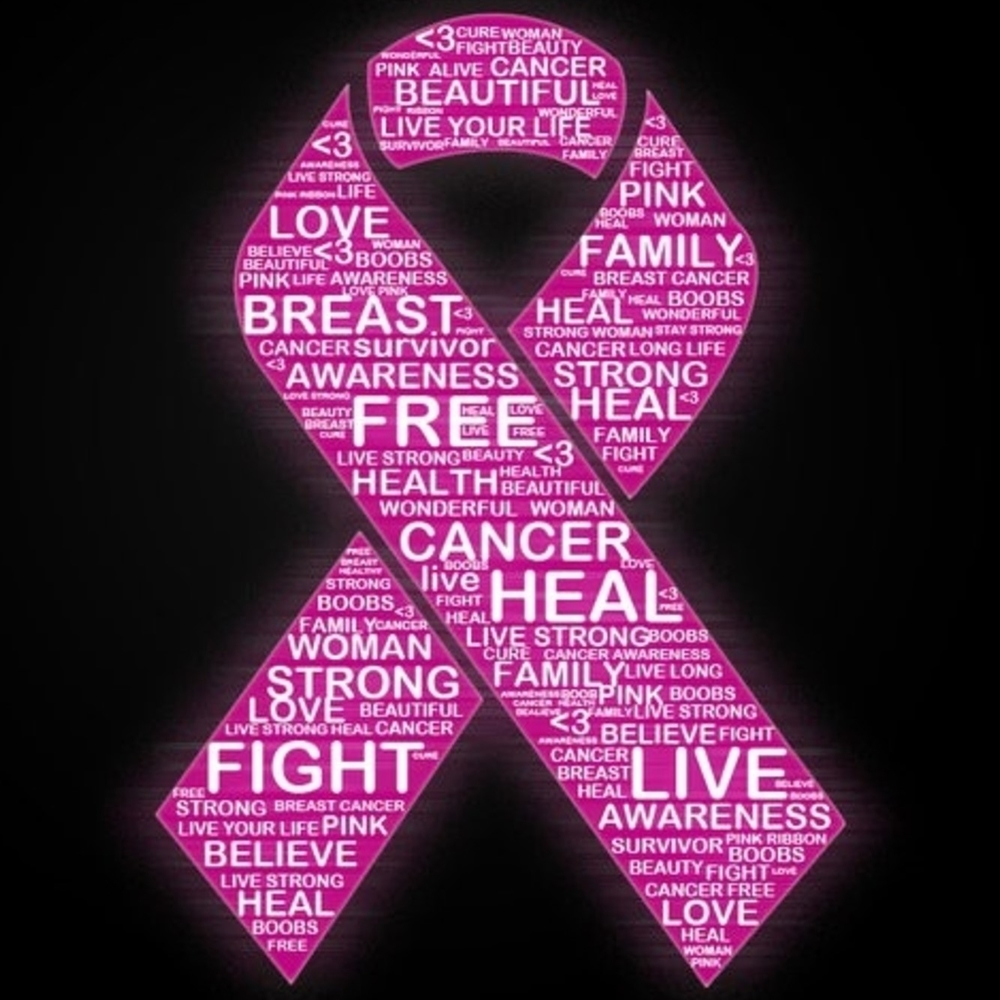 <3 CURE WOMAN
FIGHT BEAUTY
WONDERFUL
PINK ALIVE CANCER
BEAUTIFUL HEAL
LOVE
FIGHT RIBBON WONDERFUL
LIVE YOUR LIFE
SURVIVOR FAMILY BEAUTIFUL CANCER
FAMILY
CURE
<3
AWARENESS
LIVE STRONG
PINK RIBBON LIFE
LOVE
BELIEVE <3 WOMAN
BEAUTIFUL BOOBS
PINK LIFE AWARENESS
LOVE PINK
BREAST <3
FIGHT
CANCER survivor
<3 AWARENESS
LOVE STRONG
BEAUTY FREE HEAL LOVE
BREAST LIVE FREE
CURE
LIVE STRONG BEAUTY <3
HEALTH HEALTH
BEAUTIFUL
WONDERFUL WOMAN
CANCER
live BOOBS LOVE
FIGHT HEAL <3
HEAL FREE
LIVE STRONG BOOBS
CURE CANCER AWARENESS
FAMILY LIVE LONG
AWARENESS BOOB PINK BOOBS
CANCER HEALTH
BEALIEVE FAMILY LIVE STRONG
<3
AWARENESS BELIEVE FIGHT
CANCER LIVE
BREAST BELIEVE
HEAL BOOBS
AWARENESS
SURVIVOR PINK RIBBON
BOOBS
BEAUTY FIGHT LOVE
CANCER FREE
LOVE
HEAL
WOMAN
PINK
<3
CURE
BREAST
FIGHT
PINK
BOOBS WOMAN
HEAL
FAMILY <3
CURE BREAST CANCER
FAMILY HEAL BOOBS
HEAL WONDERFUL
STRONG WOMAN STAY STRONG
CANCER LONG LIFE
STRONG
HEAL <3
FAMILY
FIGHT
CURE
FREE
BREAST
HEALTHY
STRONG
BOOBS <3
FAMILY CANCER
WOMAN
STRONG
LOVE BEAUTIFUL
LIVE STRONG HEAL CANCER
FIGHT CURE
FREE
STRONG BREAST CANCER
LIVE YOUR LIFE PINK
BELIEVE
LIVE STRONG
HEAL
BOOBS
FREE